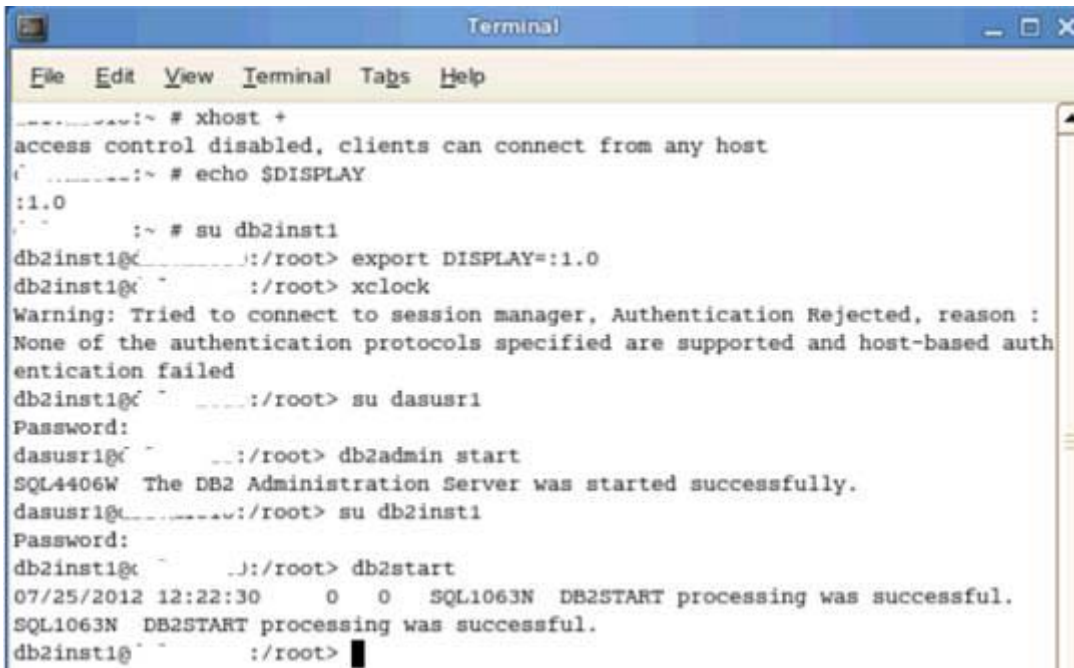 Terminal
File Edit View Terminal Tabs Help
:~ # xhost +
access control disabled, clients can connect from any host
:~ # echo $DISPLAY
:1.0
:~ # su db2inst1
db2inst1@ :/root> export DISPLAY=:1.0
db2inst1@ :/root> xclock
Warning: Tried to connect to session manager, Authentication Rejected, reason :
None of the authentication protocols specified are supported and host-based auth
entication failed
db2inst1@ :/root> su dasusr1
Password:
dasusr1@ :/root> db2admin start
SQL4406W The DB2 Administration Server was started successfully.
dasusr1@ :/root> su db2inst1
Password:
db2inst1@ :/root> db2start
07/25/2012 12:22:30 0 0 SQL1063N DB2START processing was successful.
SQL1063N DB2START processing was successful.
db2inst1@ :/root>